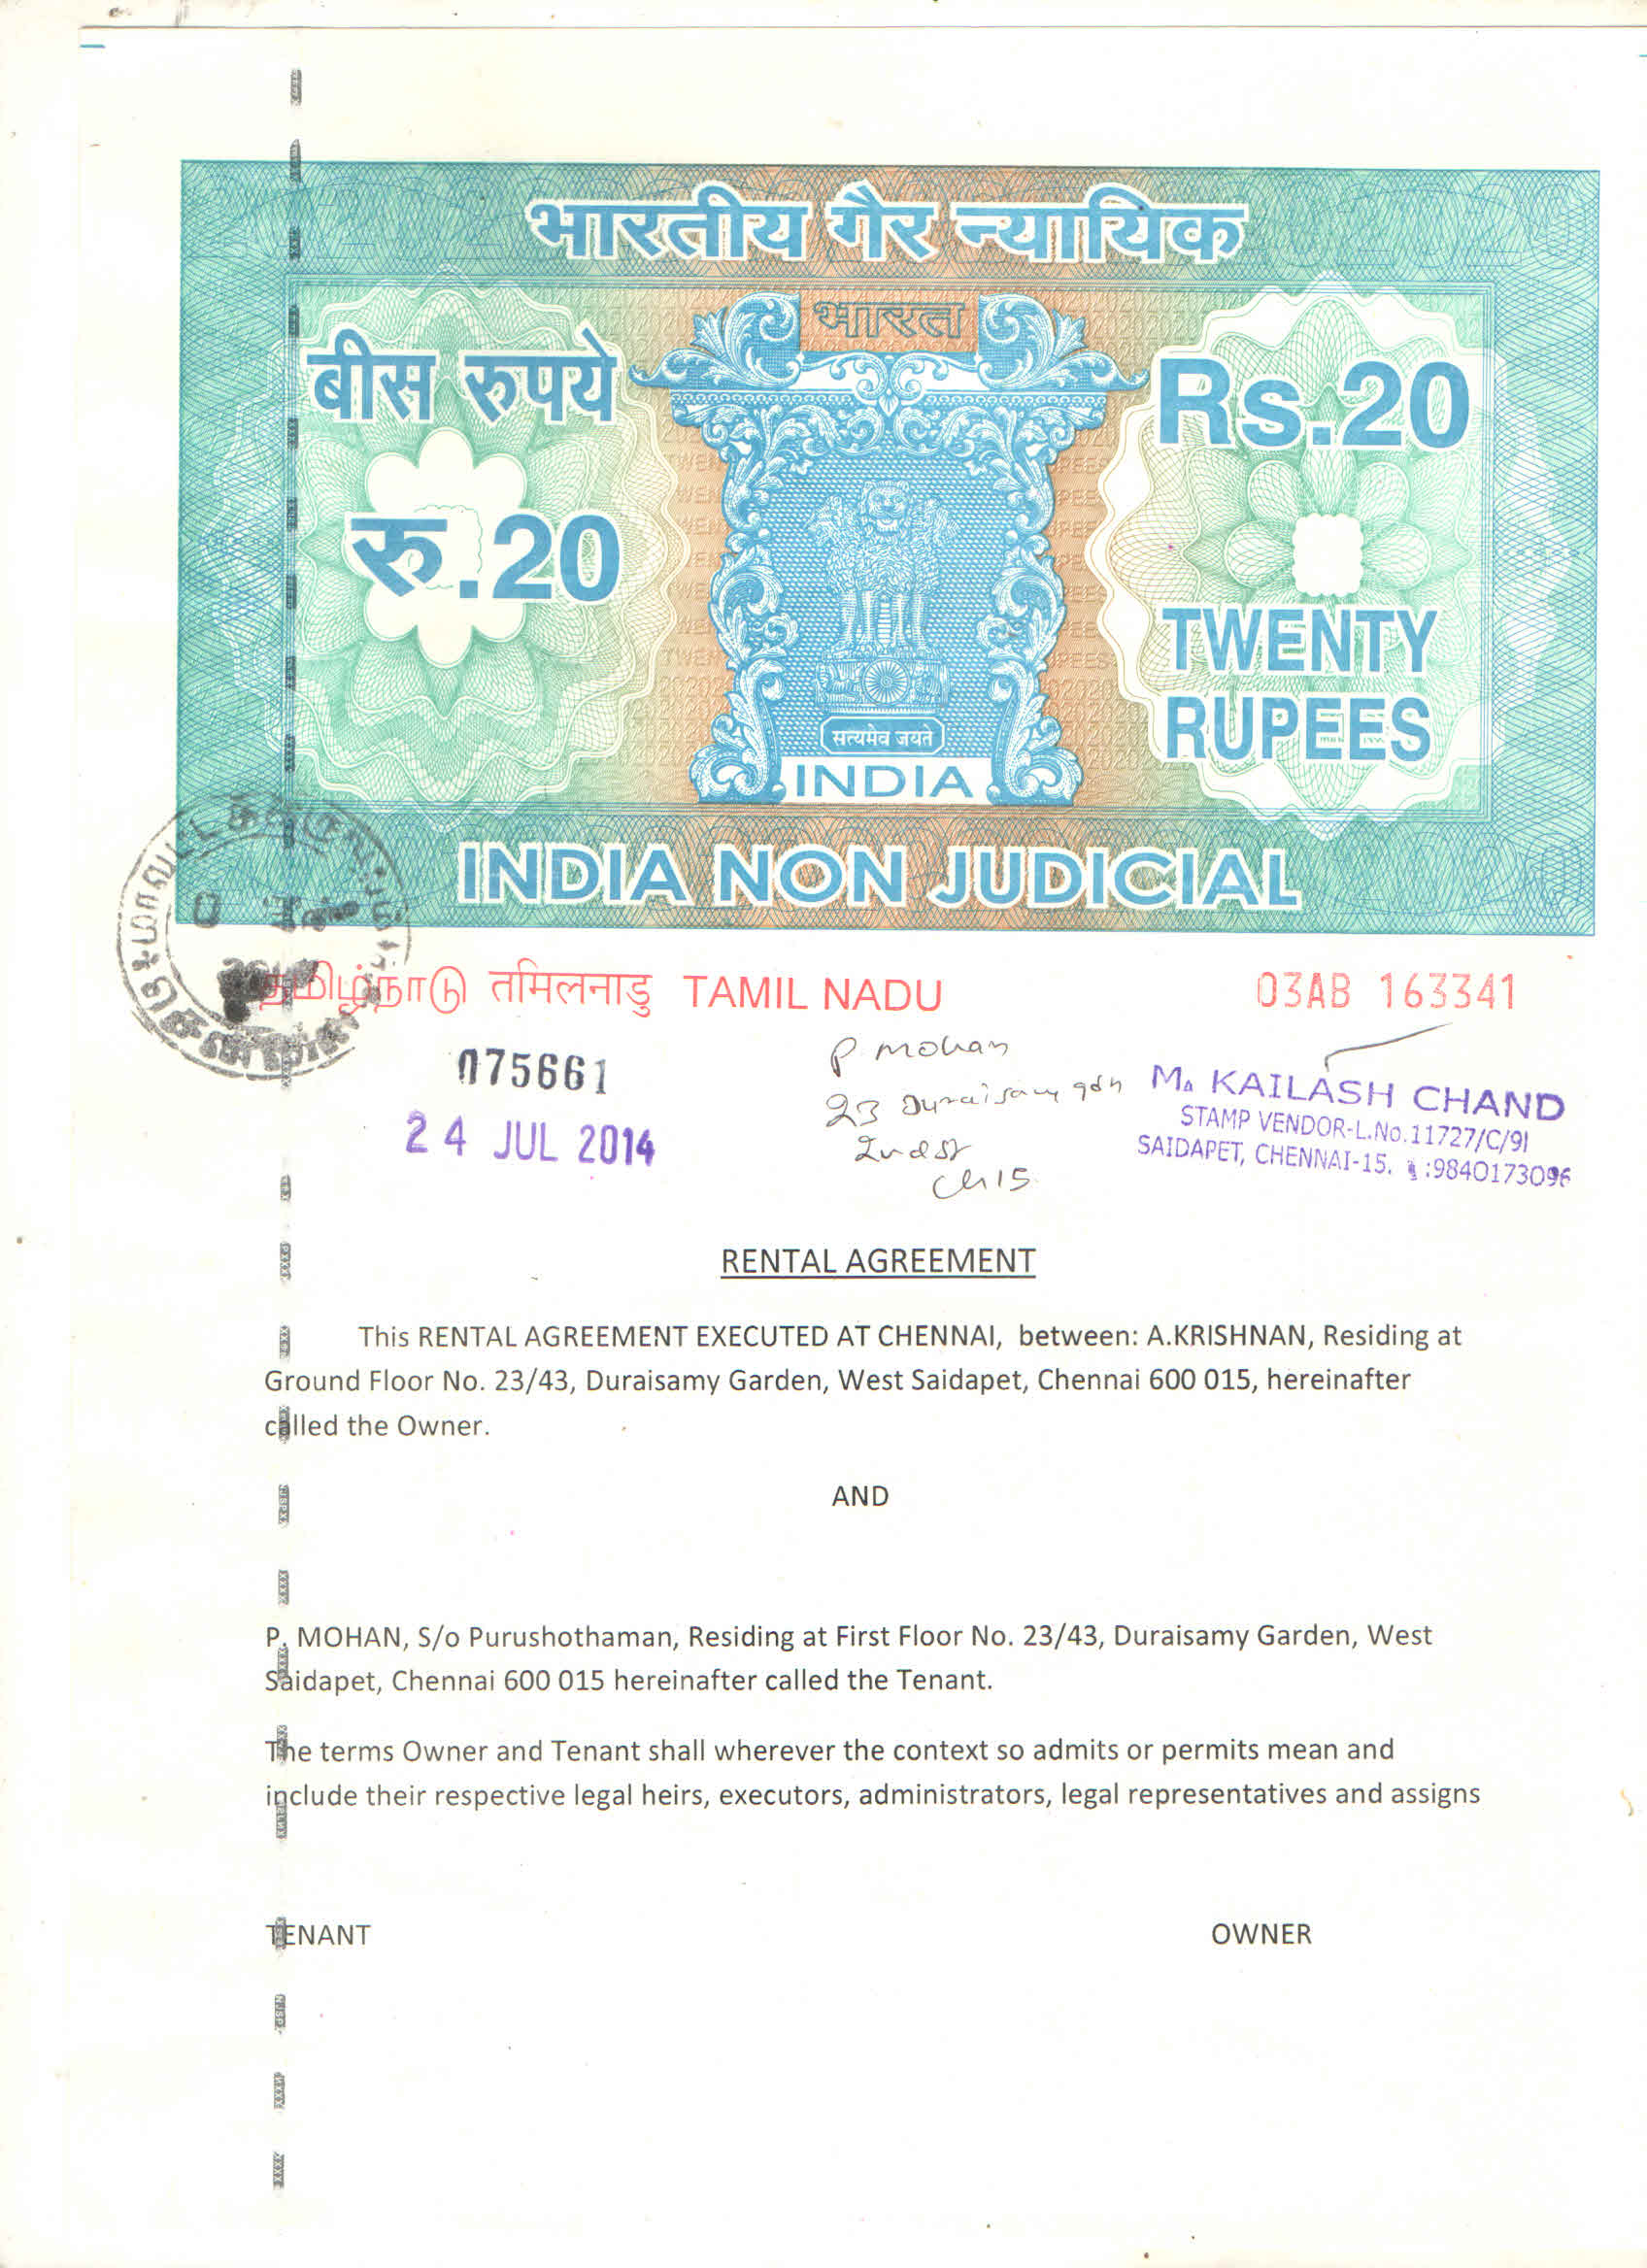 भारतीय गैर न्यायिक
भारत
बीस रुपये
Rs.20
रु.20
TWENTY
RUPEES
सत्यमेव जयते
INDIA
INDIA NON JUDICIAL
தமிழ்நாடு तमिलनाडु TAMIL NADU
03AB 163341
075661
24 JUL 2014
P. Mohan
23 Duraisamy gdn
2nd St
Ch 15
M. KAILASH CHAND
STAMP VENDOR-L.No.11727/C/91
SAIDAPET, CHENNAI-15. :9840173096
RENTAL AGREEMENT
This RENTAL AGREEMENT EXECUTED AT CHENNAI, between: A.KRISHNAN, Residing at
Ground Floor No. 23/43, Duraisamy Garden, West Saidapet, Chennai 600 015, hereinafter
called the Owner.
AND
P. MOHAN, S/o Purushothaman, Residing at First Floor No. 23/43, Duraisamy Garden, West
Saidapet, Chennai 600 015 hereinafter called the Tenant.
The terms Owner and Tenant shall wherever the context so admits or permits mean and
include their respective legal heirs, executors, administrators, legal representatives and assigns
TENANT
OWNER